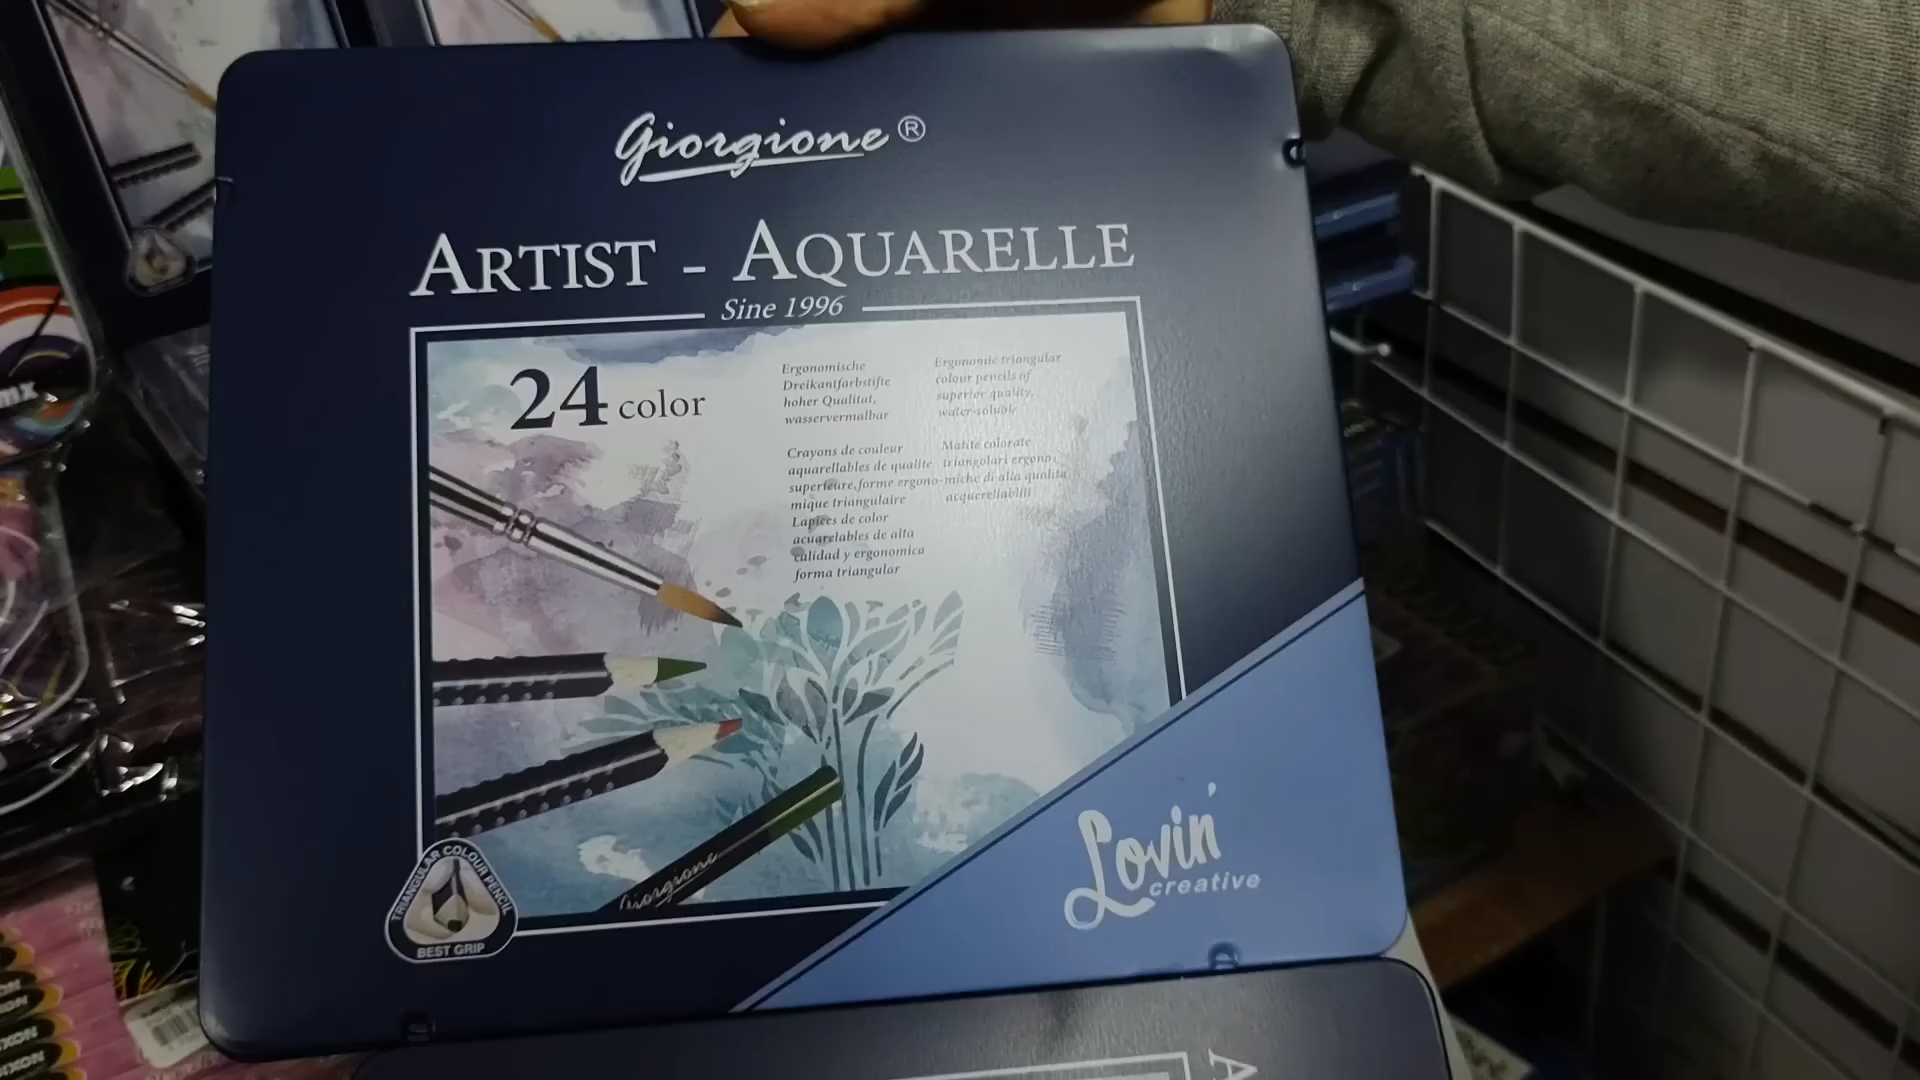 Giorgione®
ARTIST - AQUARELLE
Sine 1996
24 color
Ergonomische
Dreikantfarbstifte
hoher Qualitat,
wasservermalbar
Ergonomic triangular
colour pencils of
superior quality,
water-soluble
Crayons de couleur
aquarellables de qualite
superieure,forme ergono-
mique triangulaire
Matite colorate
triangolari ergono-
miche di alta qualita
acquerellabili
Lapices de color
acuarelables de alta
calidad y ergonomica
forma triangular
Giorgione
TRIANGULAR COLOUR PENCIL
BEST GRIP
Lovin'
creative